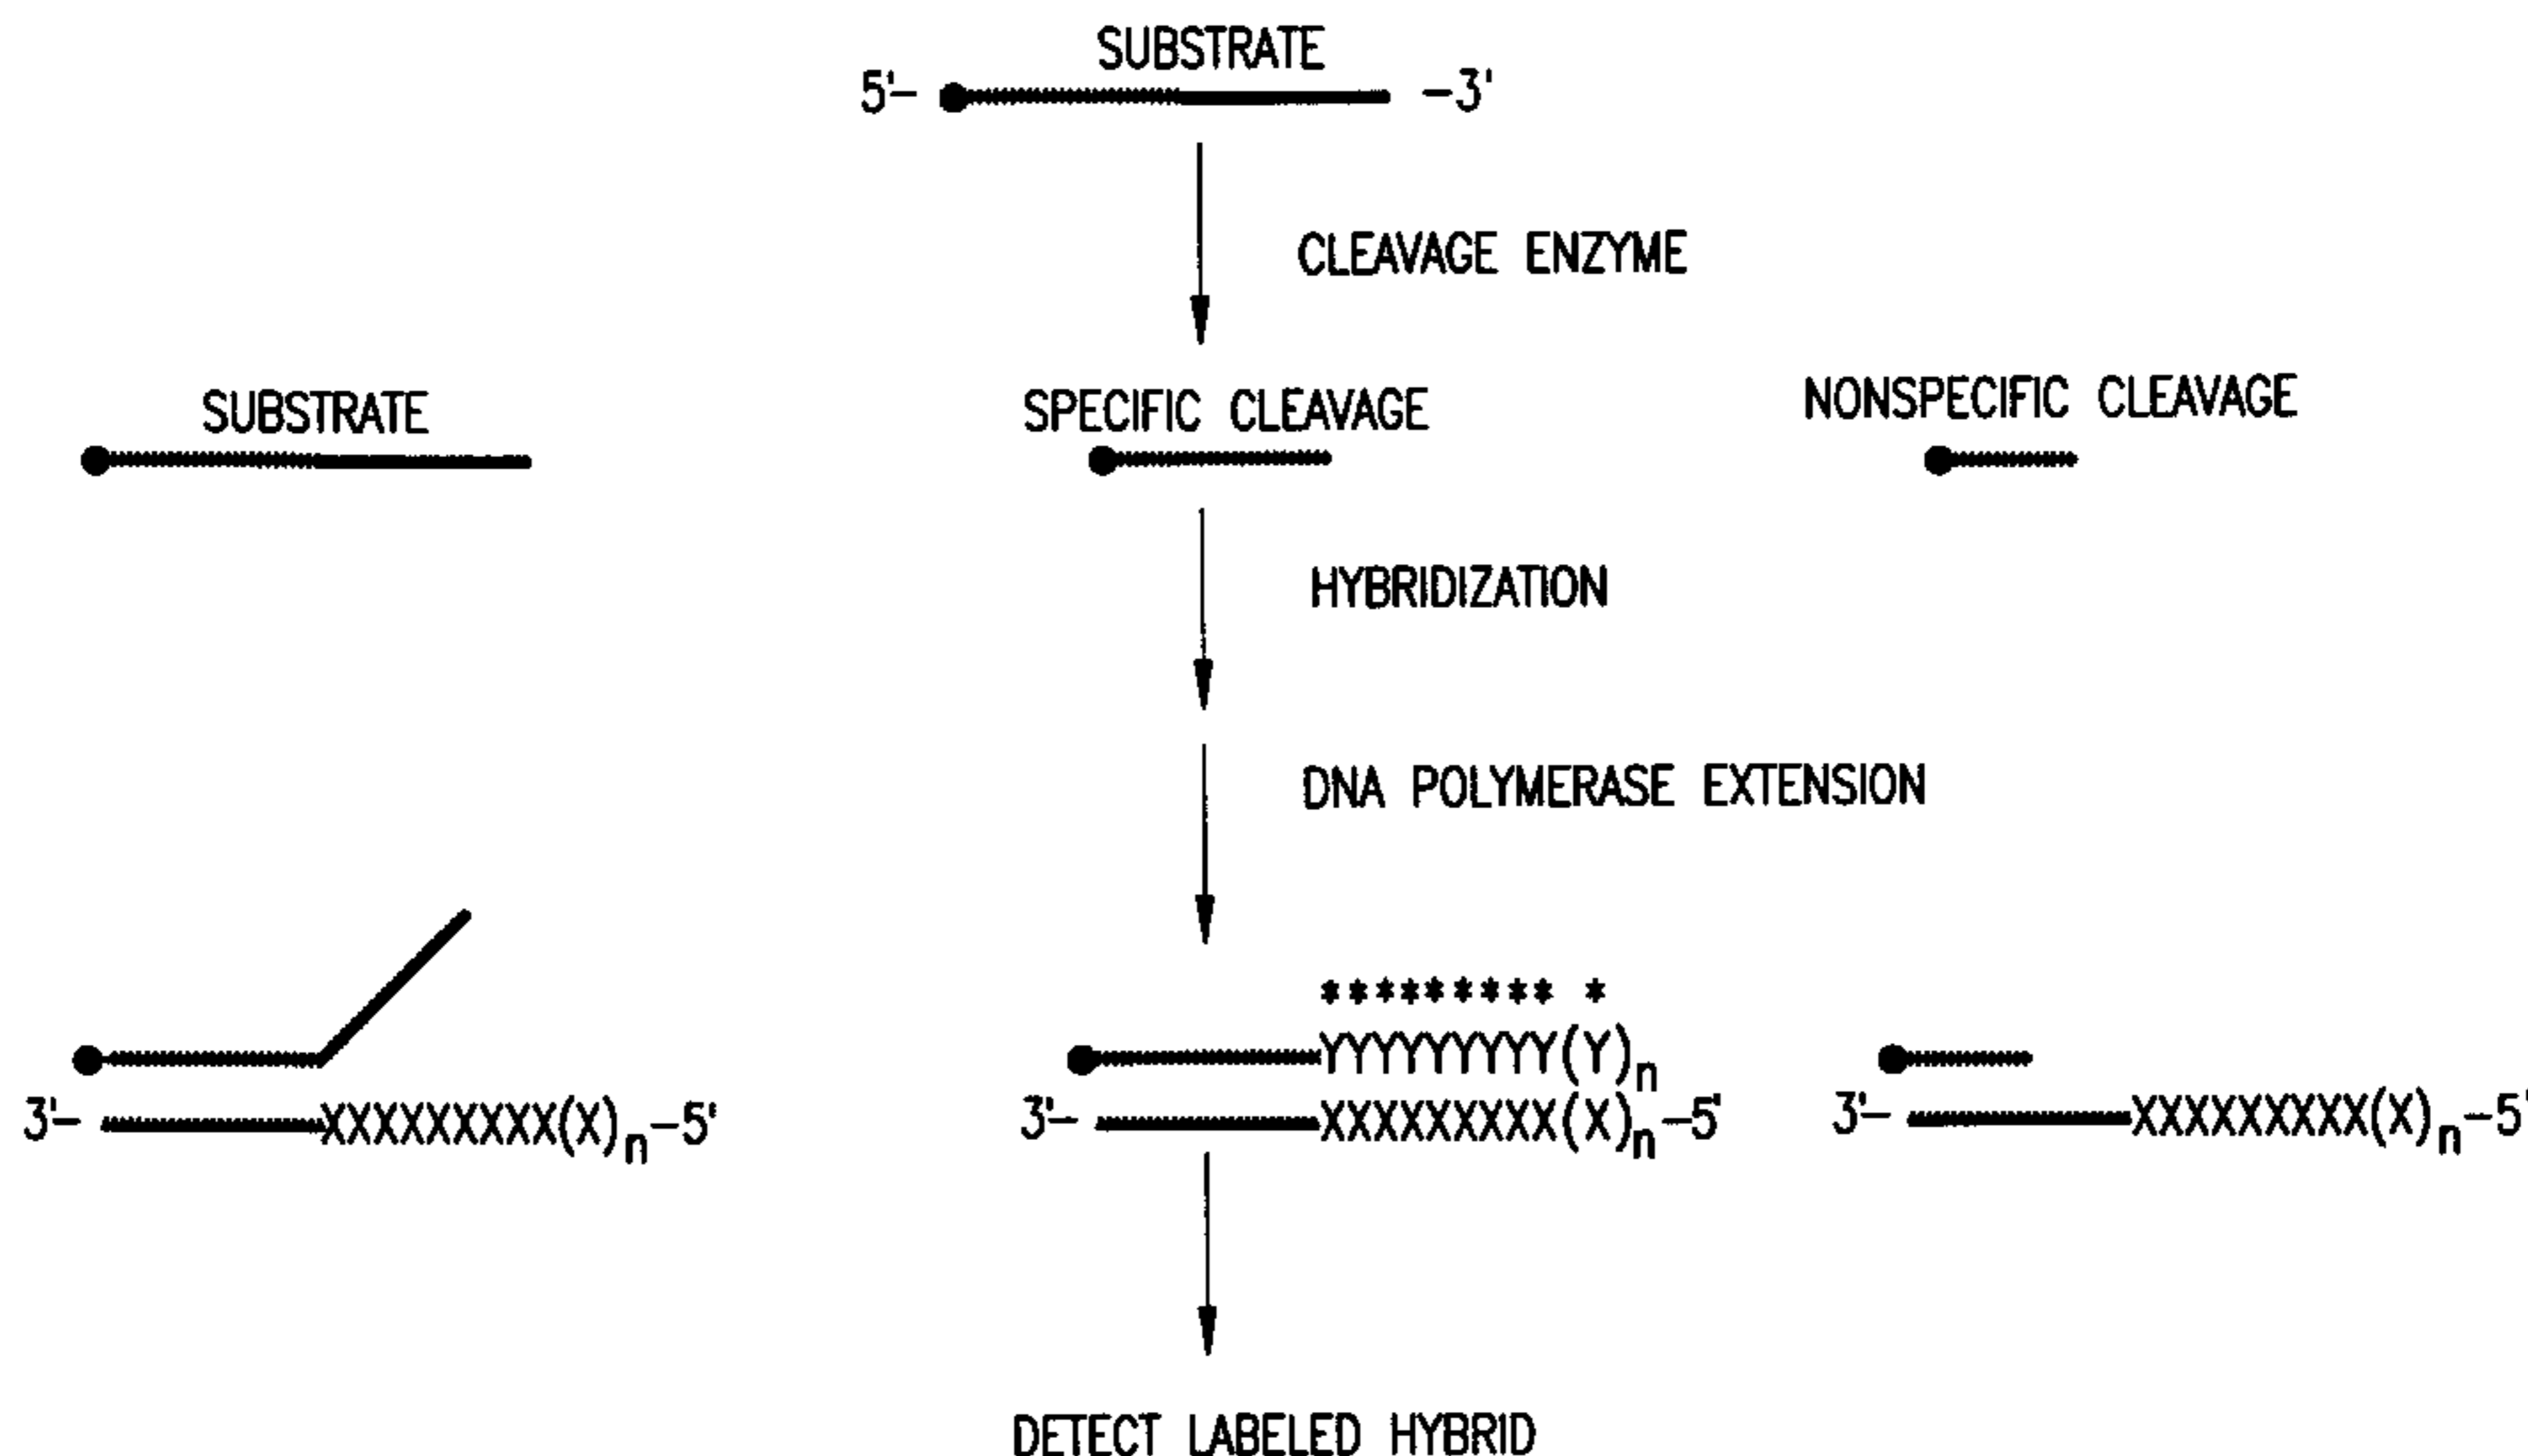 SUBSTRATE
5'- -3'
CLEAVAGE ENZYME
SUBSTRATE
SPECIFIC CLEAVAGE
NONSPECIFIC CLEAVAGE
HYBRIDIZATION
DNA POLYMERASE EXTENSION
********* *
YYYYYYYYY(Y)n
3'- XXXXXXXXX(X)n-5'
3'- XXXXXXXXX(X)n-5'
3'- XXXXXXXXX(X)n-5'
DETECT LABELED HYBRID